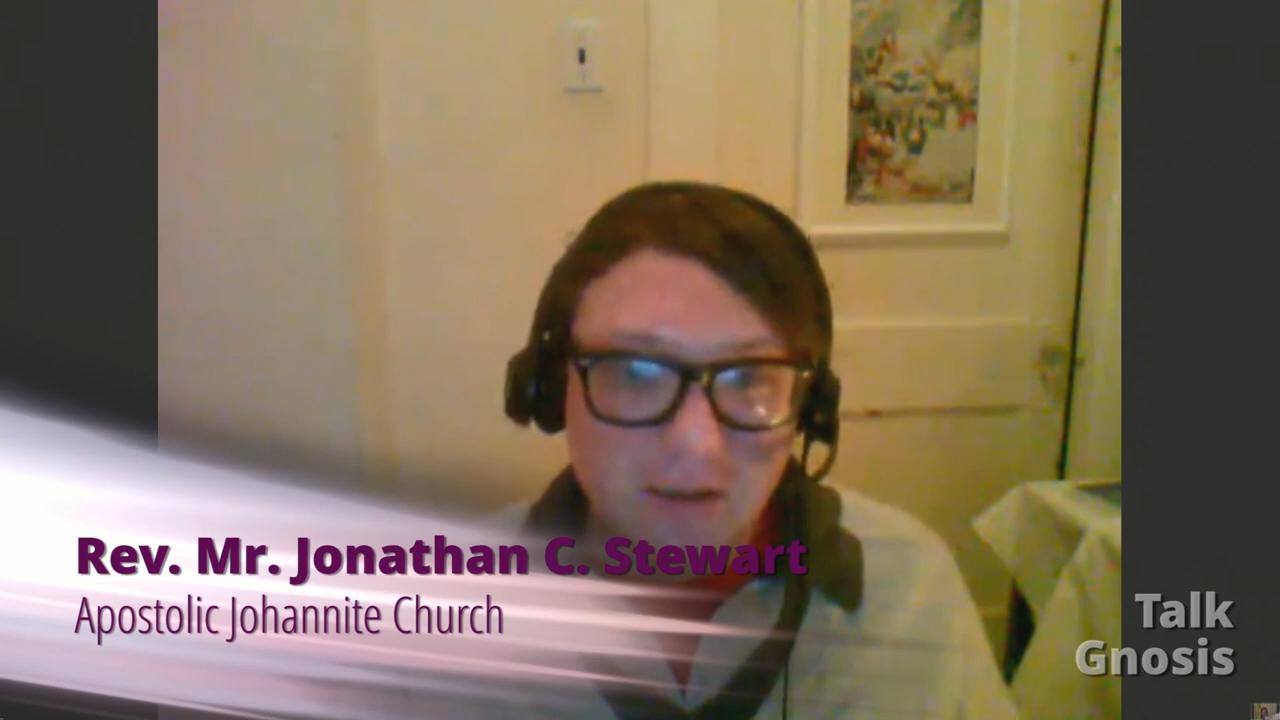 Rev. Mr. Jonathan C. Stewart
Apostolic Johannite Church
Talk
Gnosis